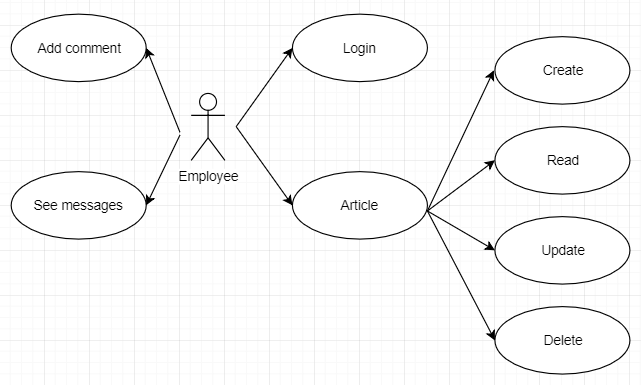 Add comment
Login
Create
Read
Employee
See messages
Article
Update
Delete